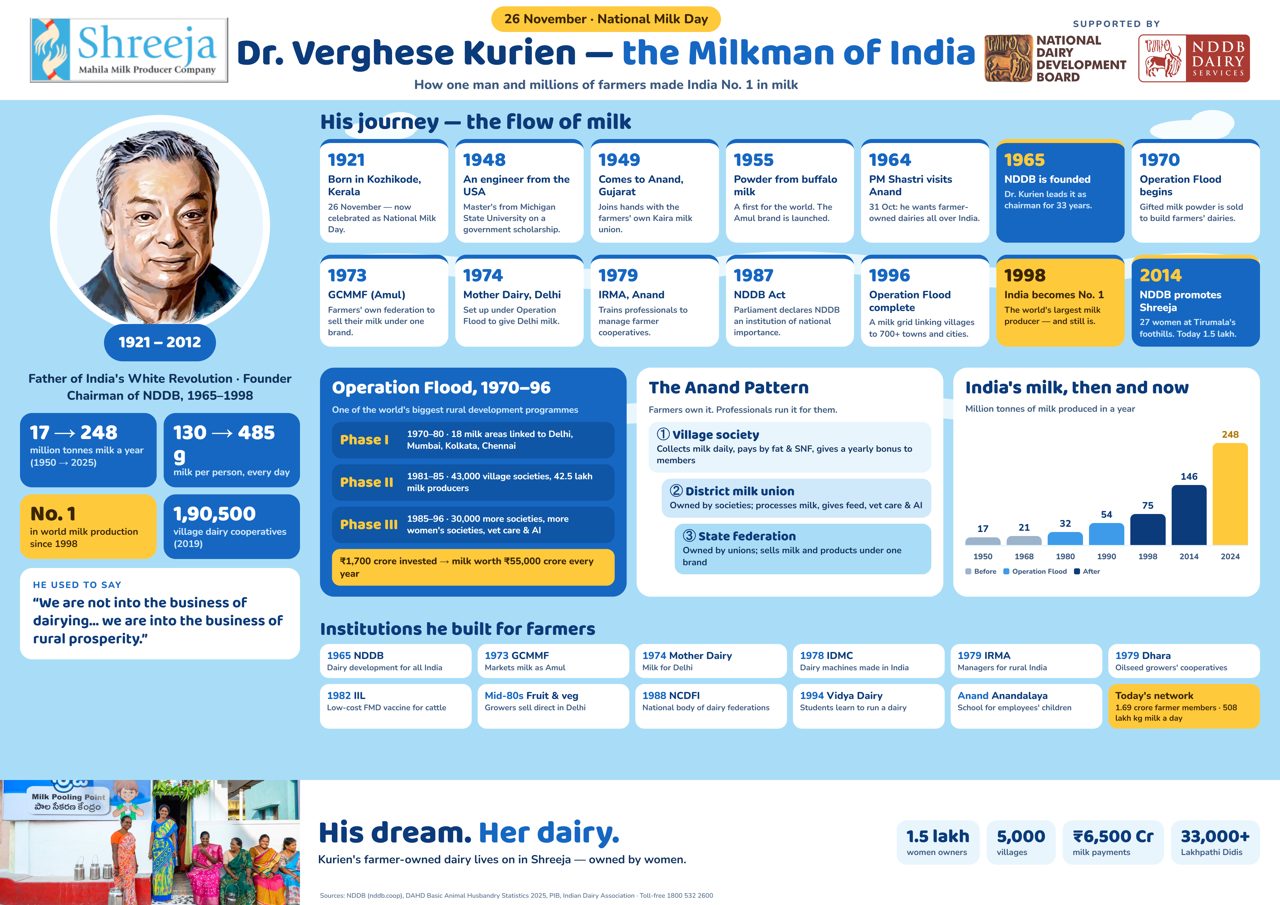 26 November · National Milk Day
Shreeja
Mahila Milk Producer Company
Dr. Verghese Kurien — the Milkman of India
How one man and millions of farmers made India No. 1 in milk
SUPPORTED BY
NATIONAL
DAIRY
DEVELOPMENT
BOARD
NDDB
DAIRY
SERVICES
1921 – 2012
Father of India's White Revolution · Founder
Chairman of NDDB, 1965–1998
17 → 248
million tonnes milk a year
(1950 → 2025)
130 → 485
g
milk per person, every day
No. 1
in world milk production
since 1998
1,90,500
village dairy cooperatives
(2019)
HE USED TO SAY
“We are not into the business of
dairying... we are into the business of
rural prosperity.”
His journey — the flow of milk
1921
Born in Kozhikode,
Kerala
26 November — now
celebrated as National Milk
Day.
1948
An engineer from the
USA
Master's from Michigan
State University on a
government scholarship.
1949
Comes to Anand,
Gujarat
Joins hands with the
farmers' own Kaira milk
union.
1955
Powder from buffalo
milk
A first for the world. The
Amul brand is launched.
1964
PM Shastri visits
Anand
31 Oct: he wants farmer-
owned dairies all over India.
1965
NDDB is founded
Dr. Kurien leads it as
chairman for 33 years.
1970
Operation Flood
begins
Gifted milk powder is sold
to build farmers' dairies.
1973
GCMMF (Amul)
Farmers' own federation to
sell their milk under one
brand.
1974
Mother Dairy, Delhi
Set up under Operation
Flood to give Delhi milk.
1979
IRMA, Anand
Trains professionals to
manage farmer
cooperatives.
1987
NDDB Act
Parliament declares NDDB
an institution of national
importance.
1996
Operation Flood
complete
A milk grid linking villages
to 700+ towns and cities.
1998
India becomes No. 1
The world's largest milk
producer — and still is.
2014
NDDB promotes
Shreeja
27 women at Tirumala's
foothills. Today 1.5 lakh.
Operation Flood, 1970–96
One of the world's biggest rural development programmes
Phase I
1970–80 · 18 milk areas linked to Delhi,
Mumbai, Kolkata, Chennai
Phase II
1981–85 · 43,000 village societies, 42.5 lakh
milk producers
Phase III
1985–96 · 30,000 more societies, more
women's societies, vet care & AI
₹1,700 crore invested → milk worth ₹55,000 crore every
year
The Anand Pattern
Farmers own it. Professionals run it for them.
① Village society
Collects milk daily, pays by fat & SNF, gives a yearly bonus to
members
② District milk union
Owned by societies; processes milk, gives feed, vet care & AI
③ State federation
Owned by unions; sells milk and products under one
brand
India's milk, then and now
Million tonnes of milk produced in a year
17 21 32 54 75 146 248
1950 1968 1980 1990 1998 2014 2024
Before Operation Flood After
Institutions he built for farmers
1965 NDDB
Dairy development for all India
1973 GCMMF
Markets milk as Amul
1974 Mother Dairy
Milk for Delhi
1978 IDMC
Dairy machines made in India
1979 IRMA
Managers for rural India
1979 Dhara
Oilseed growers' cooperatives
1982 IIL
Low-cost FMD vaccine for cattle
Mid-80s Fruit & veg
Growers sell direct in Delhi
1988 NCDFI
National body of dairy federations
1994 Vidya Dairy
Students learn to run a dairy
Anand Anandalaya
School for employees' children
Today's network
1.69 crore farmer members · 508
lakh kg milk a day
Milk Pooling Point
పాల సేకరణ కేంద్రం
His dream. Her dairy.
Kurien's farmer-owned dairy lives on in Shreeja — owned by women.
1.5 lakh
women owners
5,000
villages
₹6,500 Cr
milk payments
33,000+
Lakhpathi Didis
Sources: NDDB (nddb.coop), DAHD Basic Animal Husbandry Statistics 2025, PIB, Indian Dairy Association · Toll-free 1800 532 2600